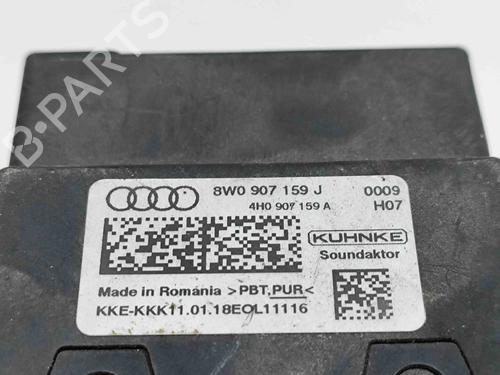 B-PARTS
8W0 907 159 J 0009
4H0 907 159 A H07
KUHNKE
Soundaktor
Made in Romania >PBT,PUR<
KKE-KKK11.01.18EOL11116